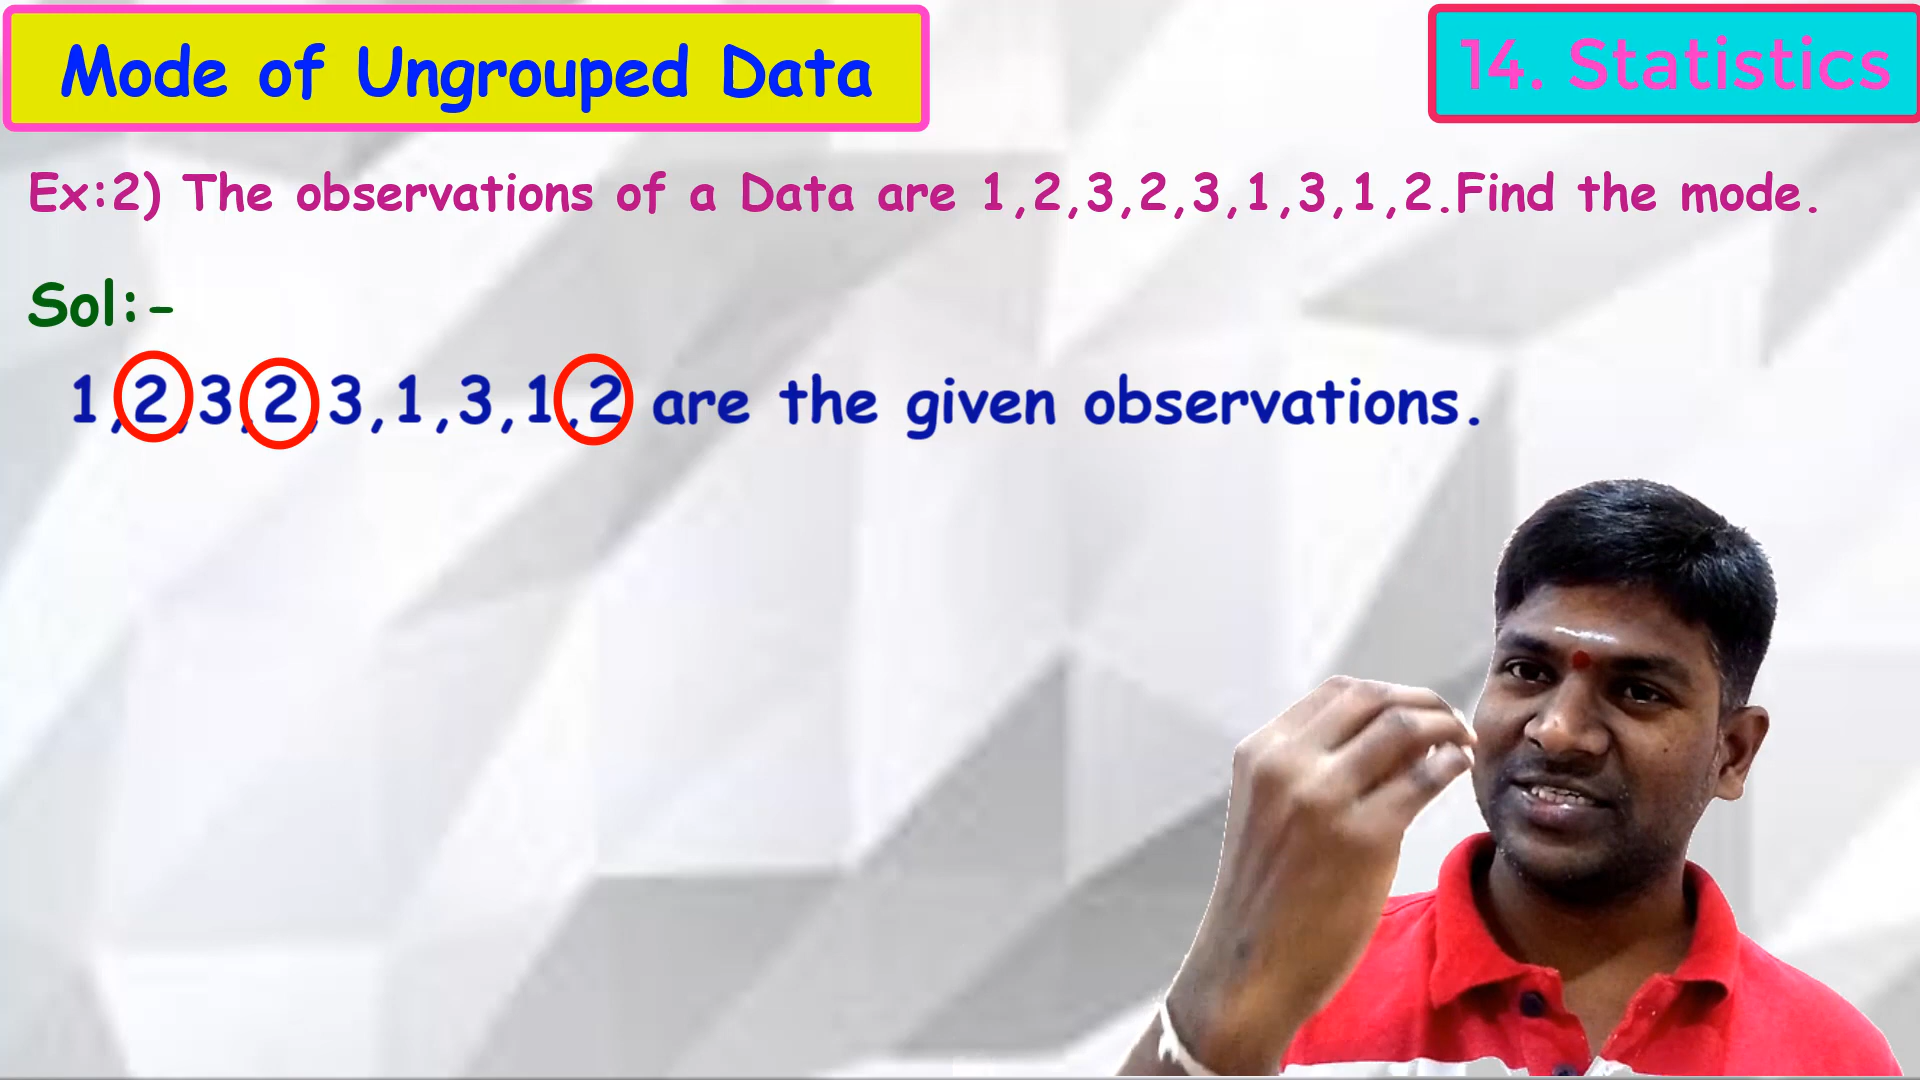 Mode of Ungrouped Data
14. Statistics
Ex:2) The observations of a Data are 1,2,3,2,3,1,3,1,2.Find the mode.
Sol:-
1,2,3,2,3,1,3,1,2 are the given observations.